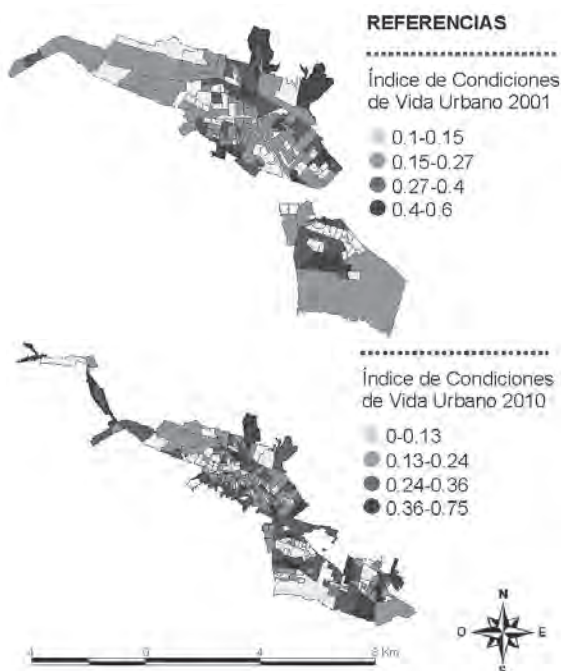 REFERENCIAS
Índice de Condiciones
de Vida Urbano 2001
0.1-0.15
0.15-0.27
0.27-0.4
0.4-0.6
Índice de Condiciones
de Vida Urbano 2010
0-0.13
0.13-0.24
0.24-0.36
0.36-0.75
N
O E
S
4 0 4 8 Km